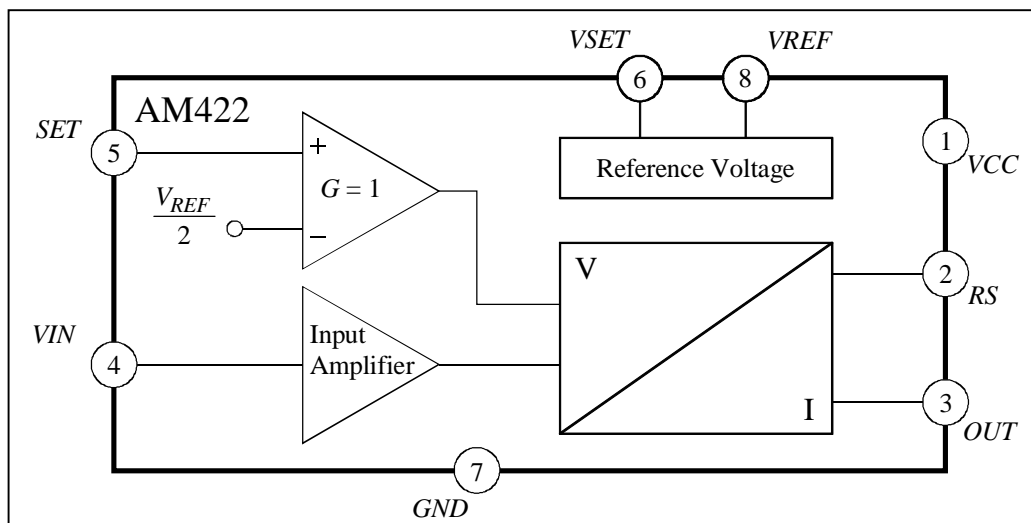 VSET
VREF
6
8
AM422
SET
5
+
G = 1
V_REF
2
−
Reference Voltage
1
VCC
V
2
RS
VIN
4
Input
Amplifier
I
3
OUT
7
GND